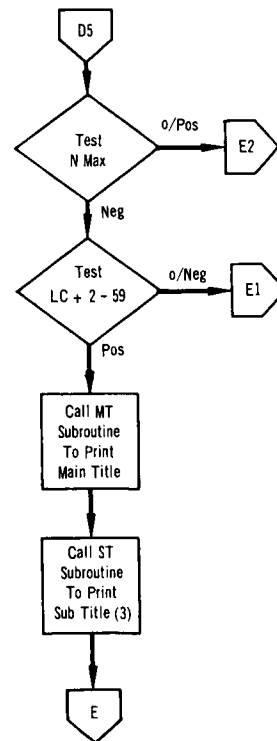 D5
Test
N Max
o/Pos
E2
Neg
Test
LC + 2 - 59
o/Neg
E1
Pos
Call MT
Subroutine
To Print
Main Title
Call ST
Subroutine
To Print
Sub Title (3)
E